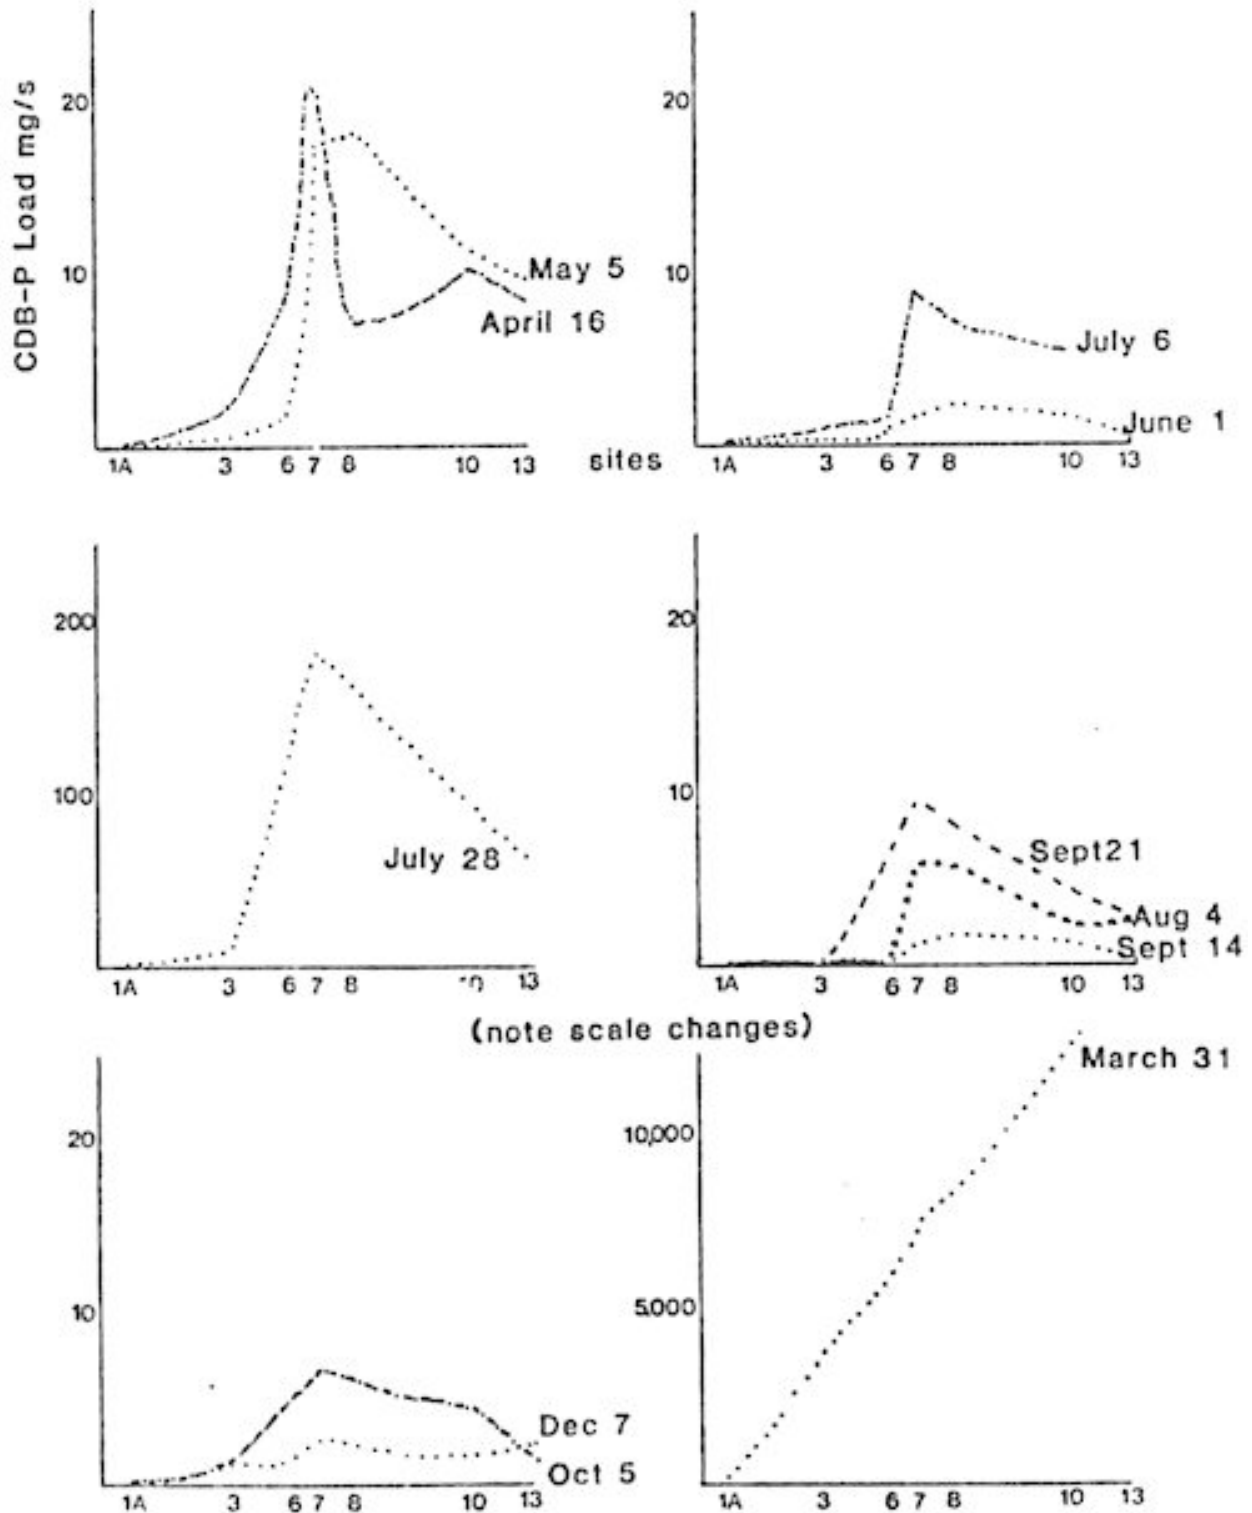 CDB-P Load mg/s
20
10
May 5
April 16
1A 3 6 7 8 10 13 sites
20
10
July 6
June 1
1A 3 6 7 8 10 13
200
100
July 28
1A 3 6 7 8 13
20
10
Sept21
Aug 4
Sept 14
1A 3 6 7 8 10 13
(note scale changes)
20
10
Dec 7
Oct 5
1A 3 6 7 8 10 13
March 31
10,000
5,000
1A 3 6 7 8 10 13